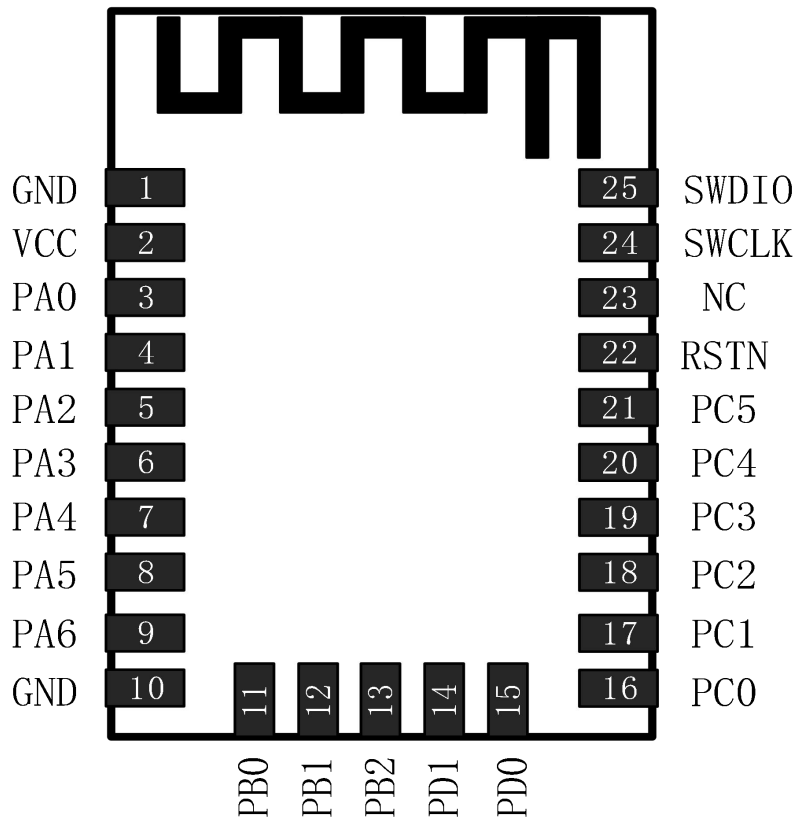 GND 1 25 SWDIO
VCC 2 24 SWCLK
PA0 3 23 NC
PA1 4 22 RSTN
PA2 5 21 PC5
PA3 6 20 PC4
PA4 7 19 PC3
PA5 8 18 PC2
PA6 9 17 PC1
GND 10 16 PC0
11 12 13 14 15
PB0 PB1 PB2 PD1 PD0